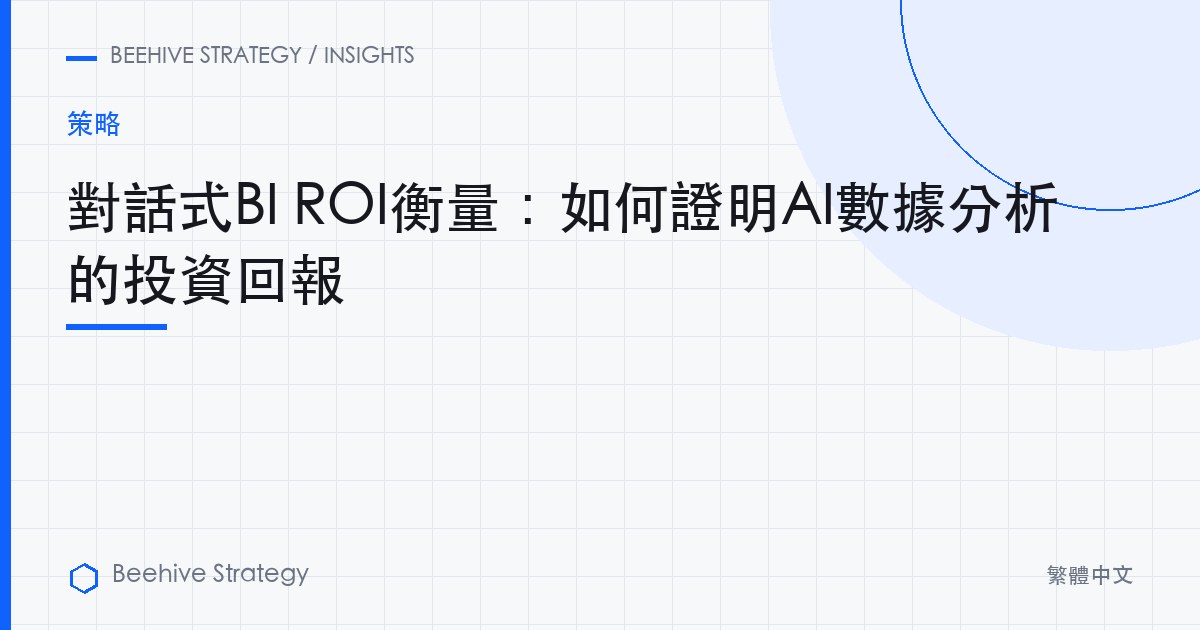 BEEHIVE STRATEGY / INSIGHTS
策略
對話式BI ROI衡量：如何證明AI數據分析
的投資回報
Beehive Strategy
繁體中文